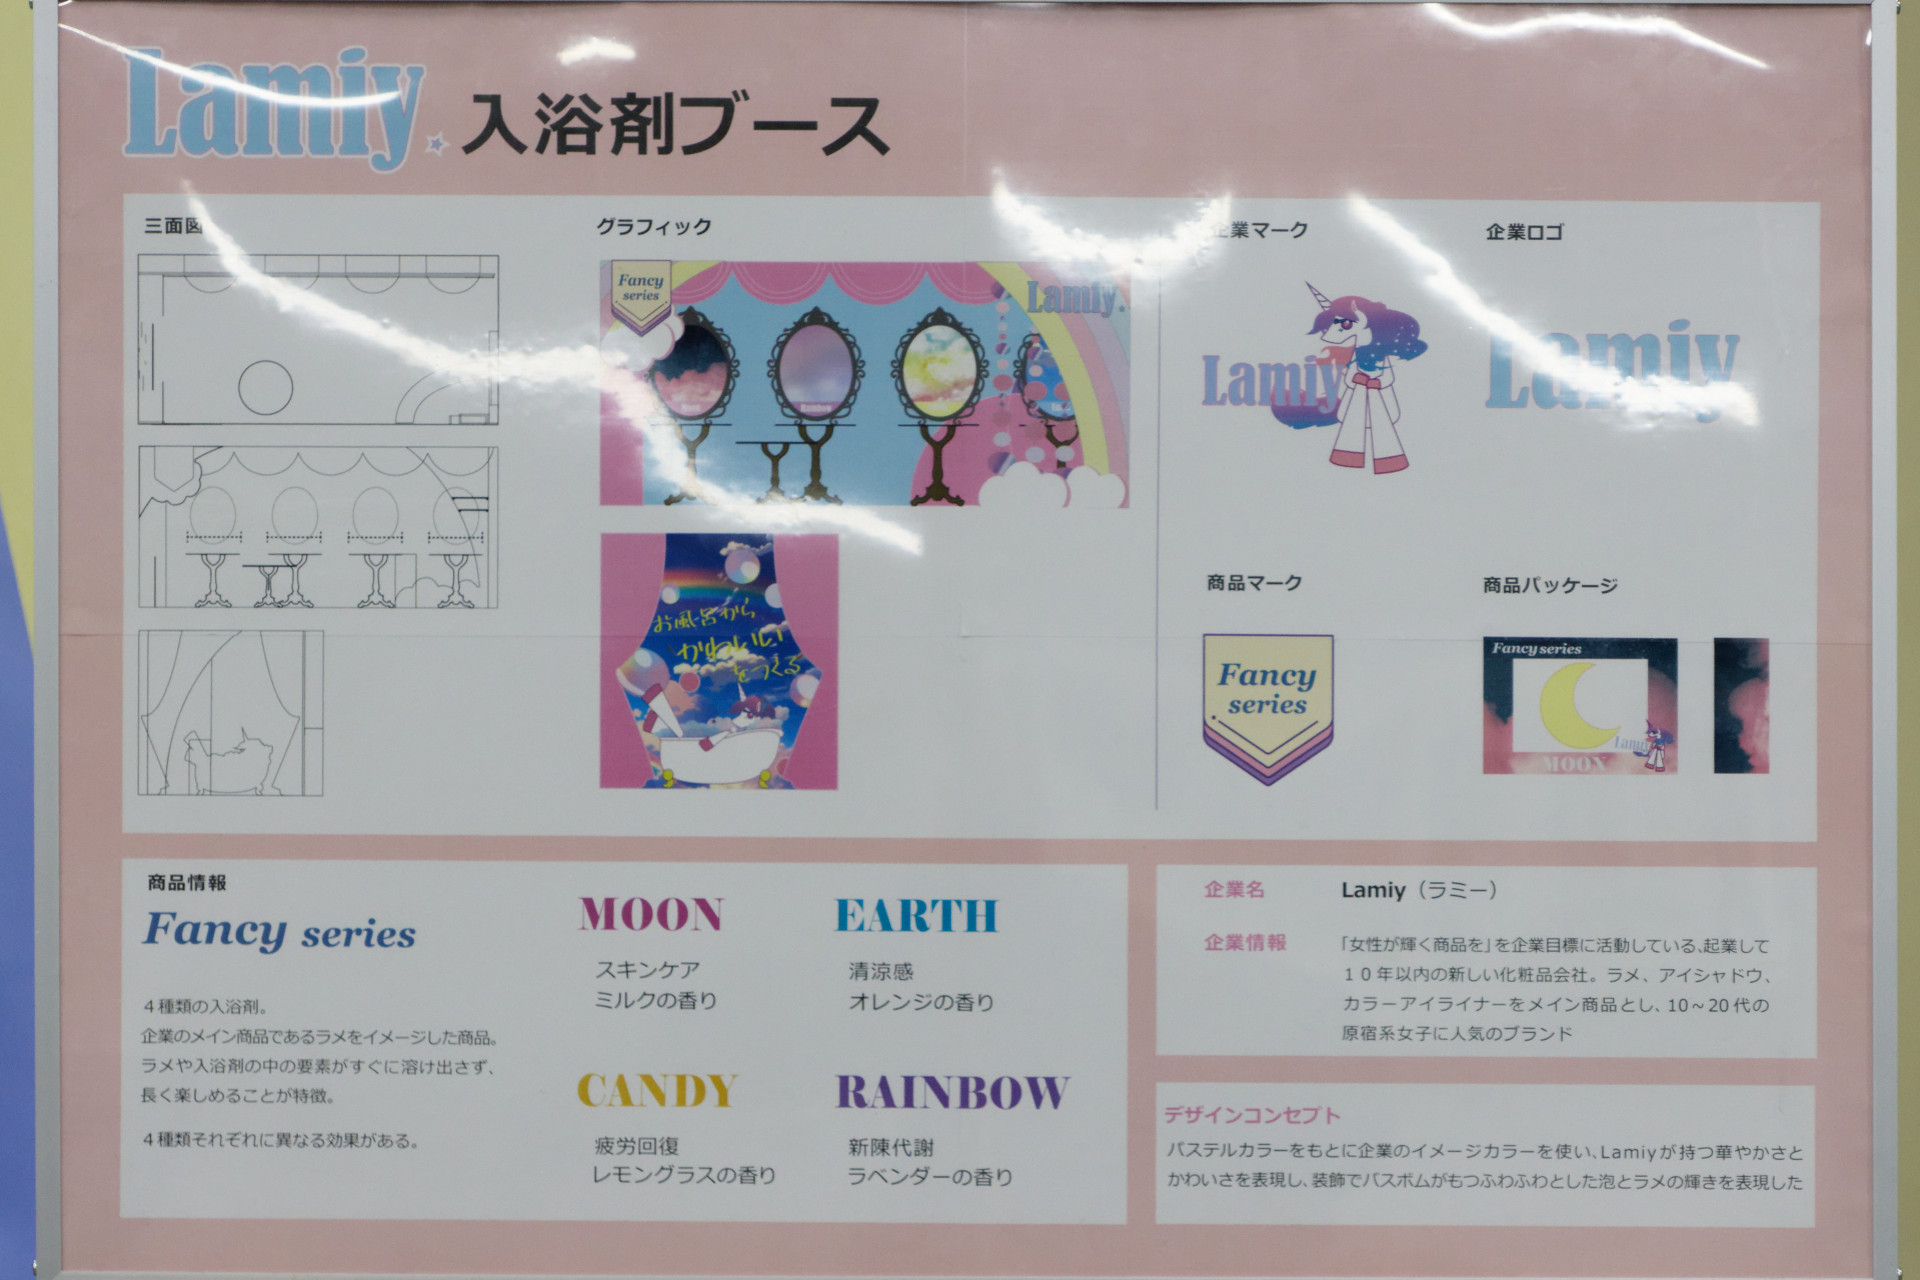 Lamiy
入浴剤ブース
三面図
グラフィック
Fancy
series
Lamiy
お風呂から
かわいい
をつくる
企業マーク
Lamiy
企業ロゴ
Lamiy
商品マーク
Fancy
series
商品パッケージ
Fancy series
Lamiy
MOON
商品情報
Fancy series
4種類の入浴剤。
企業のメイン商品であるラメをイメージした商品。
ラメや入浴剤の中の要素がすぐに溶け出さず、
長く楽しめることが特徴。
4種類それぞれに異なる効果がある。
MOON
スキンケア
ミルクの香り
EARTH
清涼感
オレンジの香り
CANDY
疲労回復
レモングラスの香り
RAINBOW
新陳代謝
ラベンダーの香り
企業名 Lamiy（ラミー）
企業情報 「女性が輝く商品を」を企業目標に活動している、起業して
10年以内の新しい化粧品会社。ラメ、アイシャドウ、
カラーアイライナーをメイン商品とし、10～20代の
原宿系女子に人気のブランド
デザインコンセプト
パステルカラーをもとに企業のイメージカラーを使い、Lamiyが持つ華やかさと
かわいさを表現し、装飾でバスボムがもつふわふわとした泡とラメの輝きを表現した